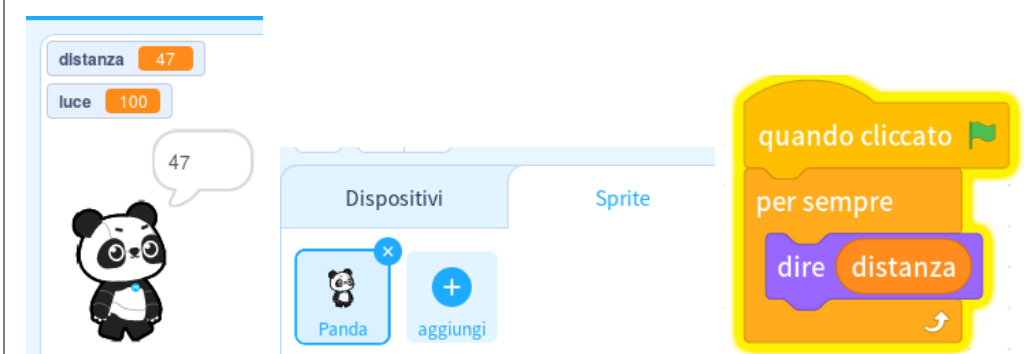 distanza 47
luce 100
47
Dispositivi
Sprite
Panda
aggiungi
quando cliccato
per sempre
dire distanza